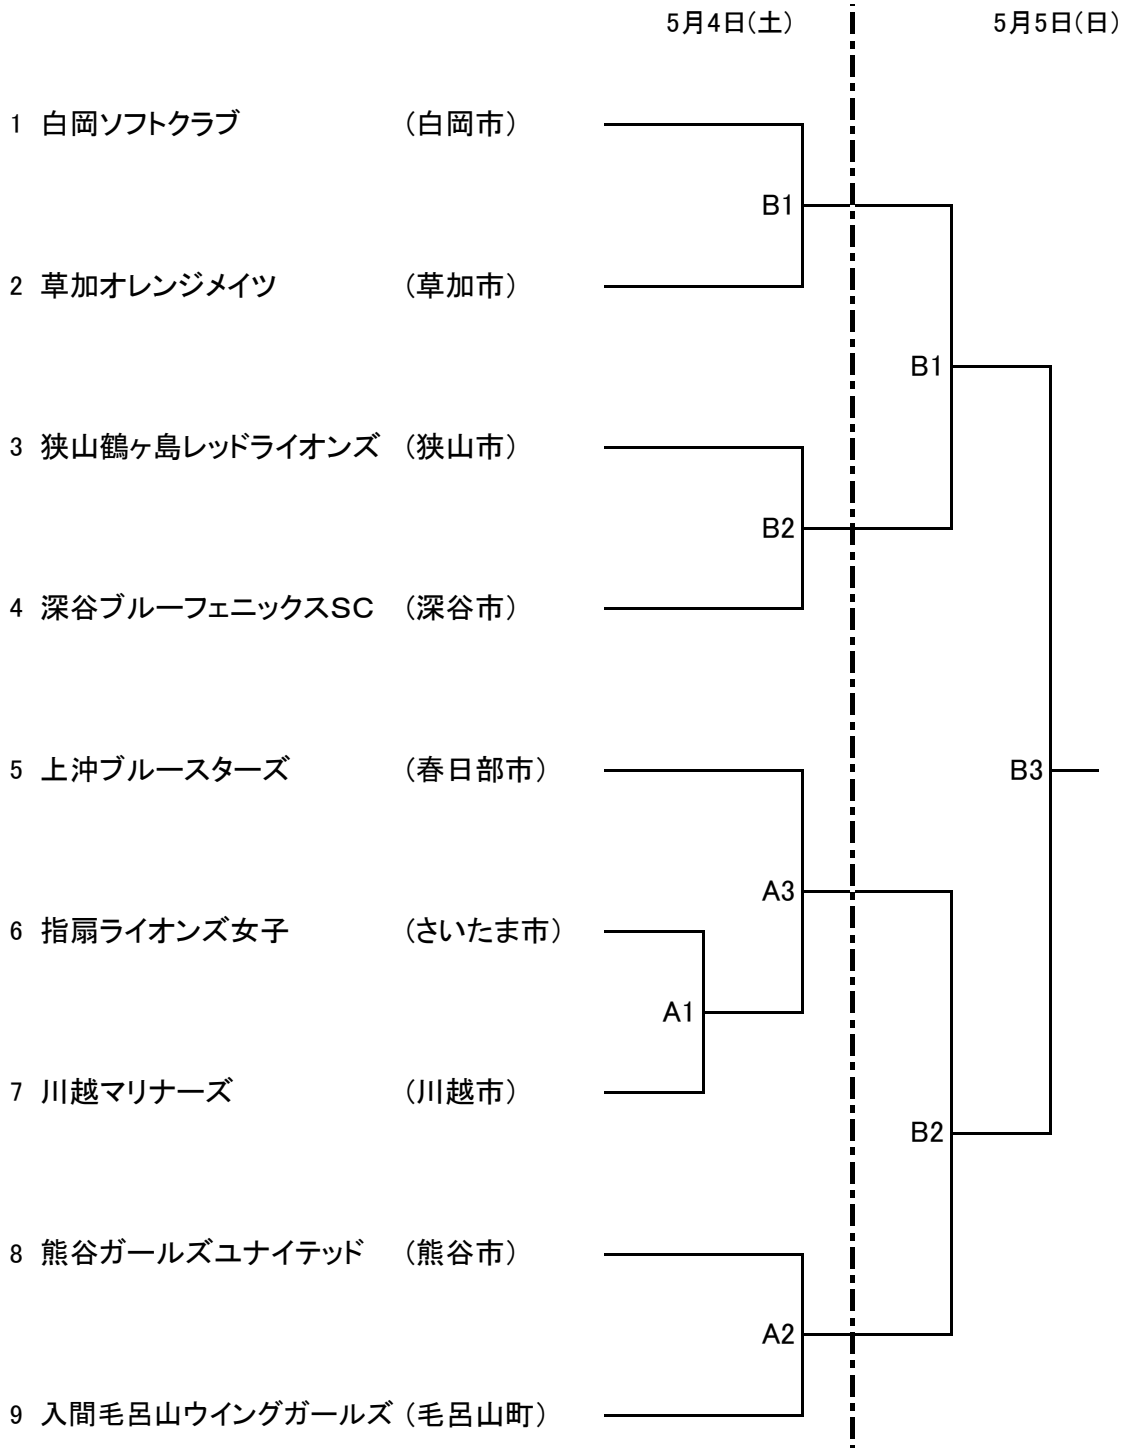 5月4日(土) 5月5日(日)
1 白岡ソフトクラブ (白岡市)
B1
2 草加オレンジメイツ (草加市)
B1
3 狭山鶴ヶ島レッドライオンズ (狭山市)
B2
4 深谷ブルーフェニックスSC (深谷市)
5 上沖ブルースターズ (春日部市)
B3
A3
6 指扇ライオンズ女子 (さいたま市)
A1
7 川越マリナーズ (川越市)
B2
8 熊谷ガールズユナイテッド (熊谷市)
A2
9 入間毛呂山ウイングガールズ (毛呂山町)